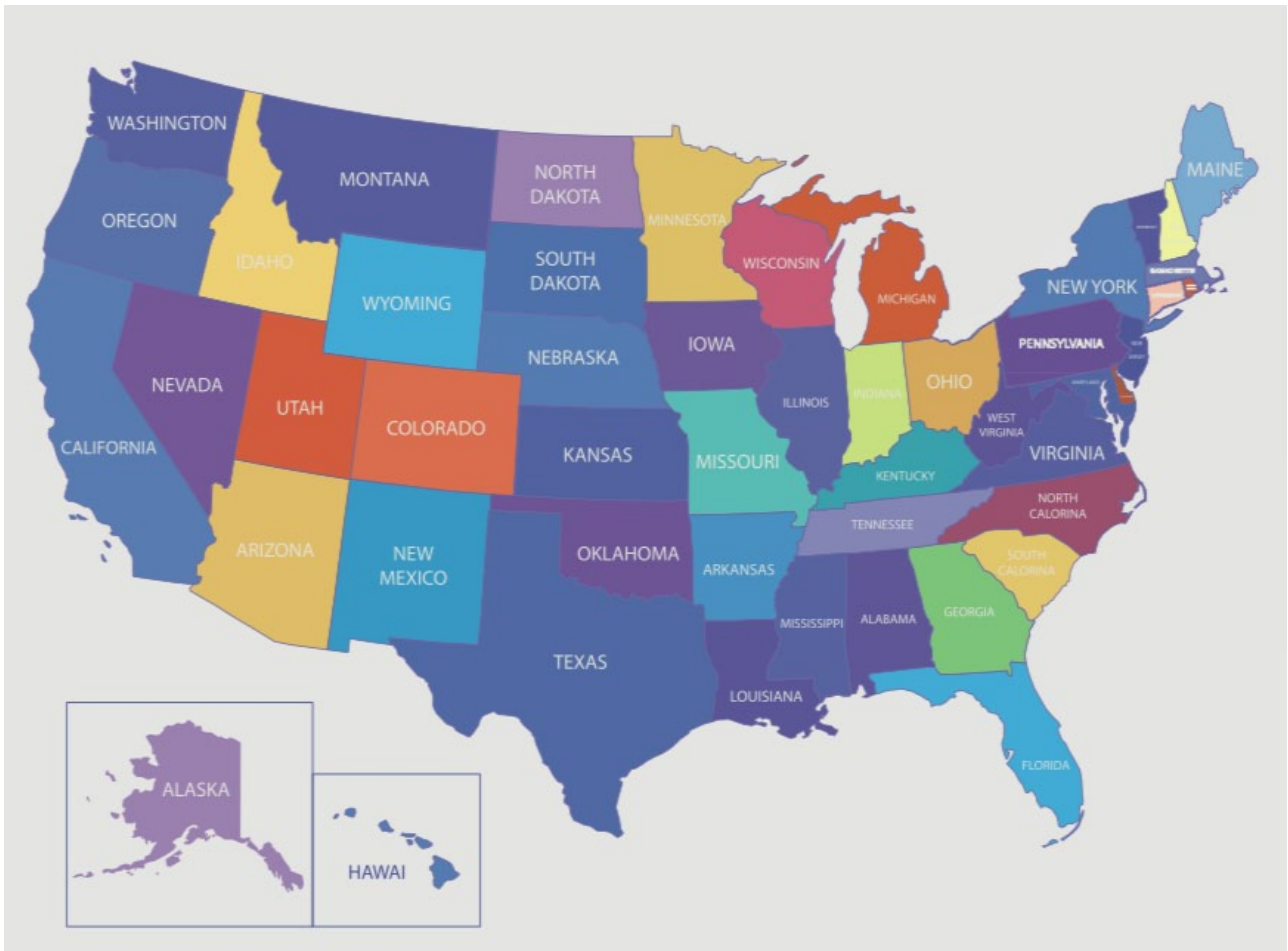 WASHINGTON
MONTANA
NORTH
DAKOTA
MINNESOTA
MAINE
OREGON
IDAHO
SOUTH
DAKOTA
WISCONSIN
WYOMING
MICHIGAN
NEW YORK
IOWA
NEBRASKA
PENNSYLVANIA
NEVADA
UTAH
COLORADO
ILLINOIS
INDIANA
OHIO
CALIFORNIA
KANSAS
MISSOURI
WEST
VIRGINIA
VIRGINIA
KENTUCKY
NORTH
CALORINA
ARIZONA
NEW
MEXICO
OKLAHOMA
ARKANSAS
TENNESSEE
SOUTH
CALORINA
MISSISSIPPI
ALABAMA
GEORGIA
TEXAS
LOUISIANA
FLORIDA
ALASKA
HAWAI